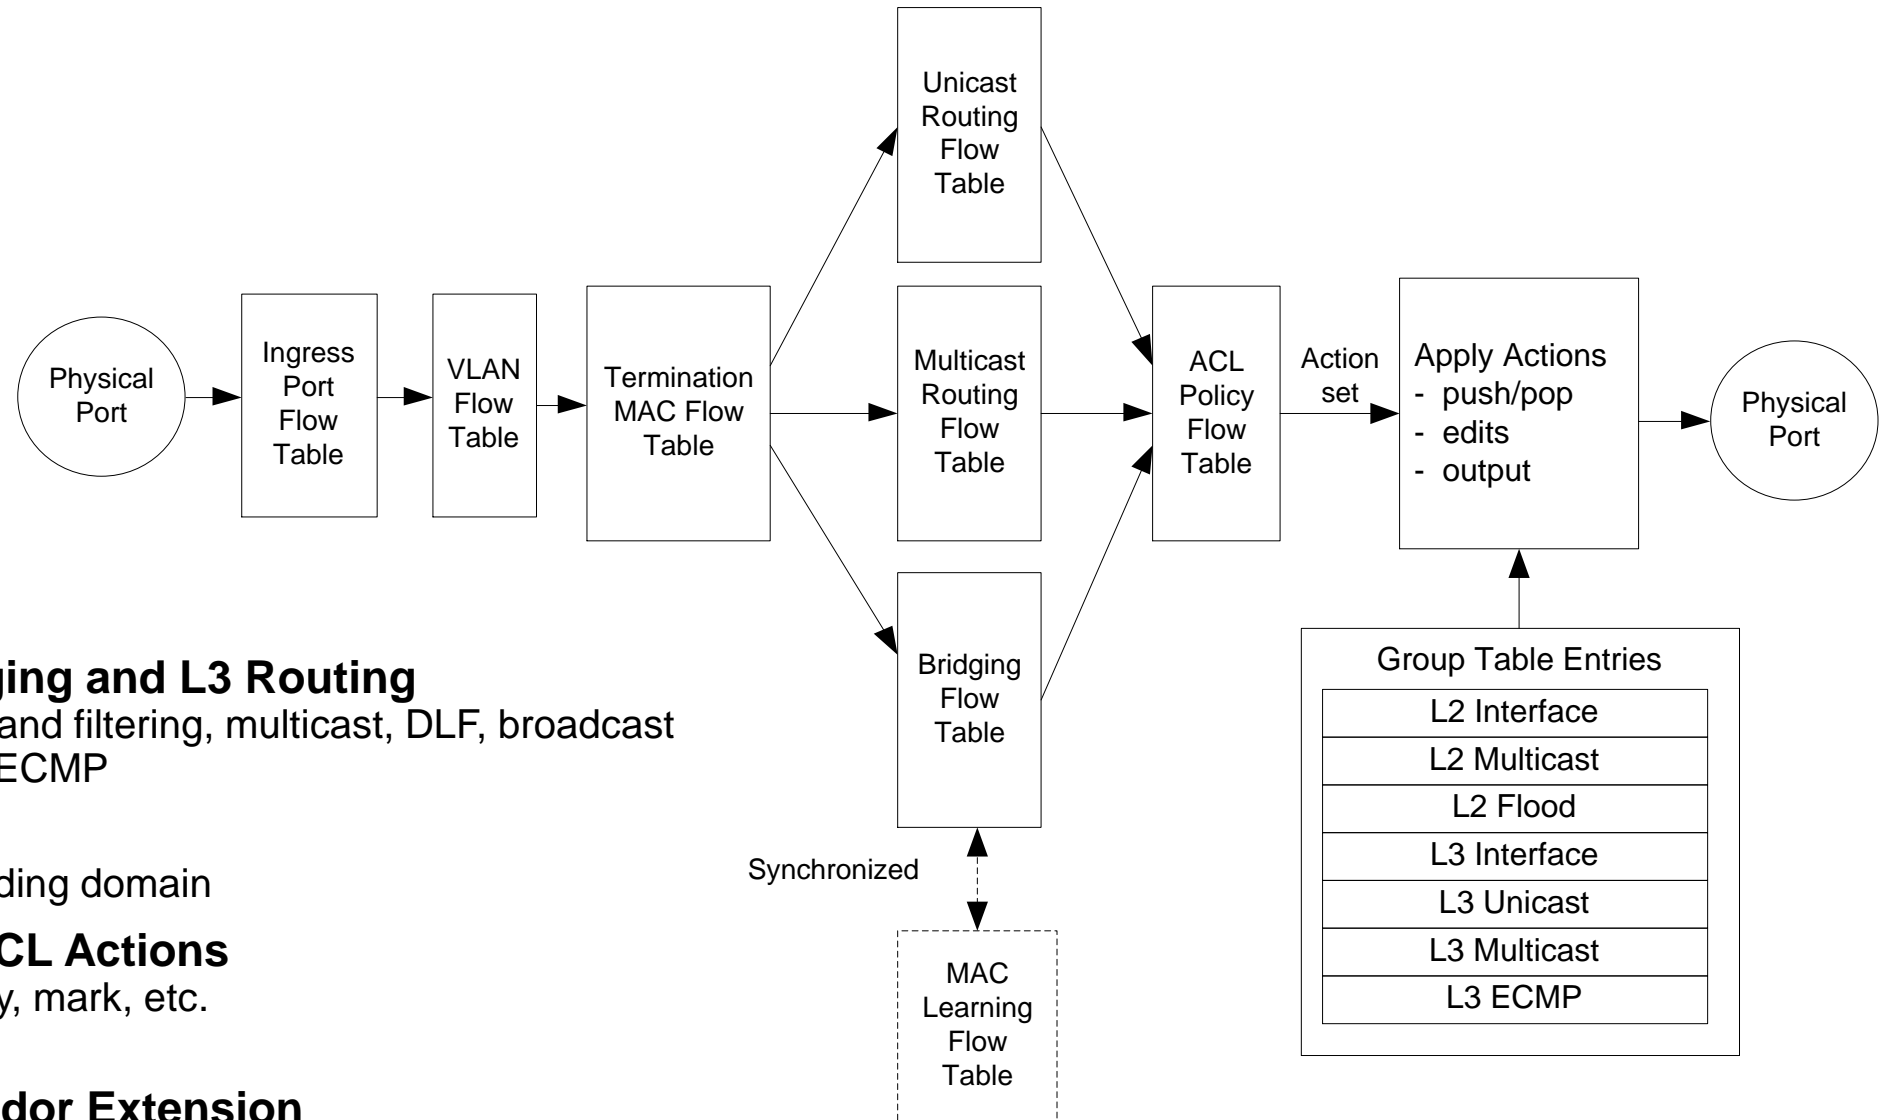 Unicast
Routing
Flow
Table
Physical
Port
Ingress
Port
Flow
Table
VLAN
Flow
Table
Termination
MAC Flow
Table
Multicast
Routing
Flow
Table
ACL
Policy
Flow
Table
Action
set
Apply Actions
- push/pop
- edits
- output
Physical
Port
Bridging
Flow
Table
Synchronized
MAC
Learning
Flow
Table
Group Table Entries
L2 Interface
L2 Multicast
L2 Flood
L3 Interface
L3 Unicast
L3 Multicast
L3 ECMP
ging and L3 Routing
and filtering, multicast, DLF, broadcast
ECMP
ding domain
CL Actions
y, mark, etc.
dor Extension